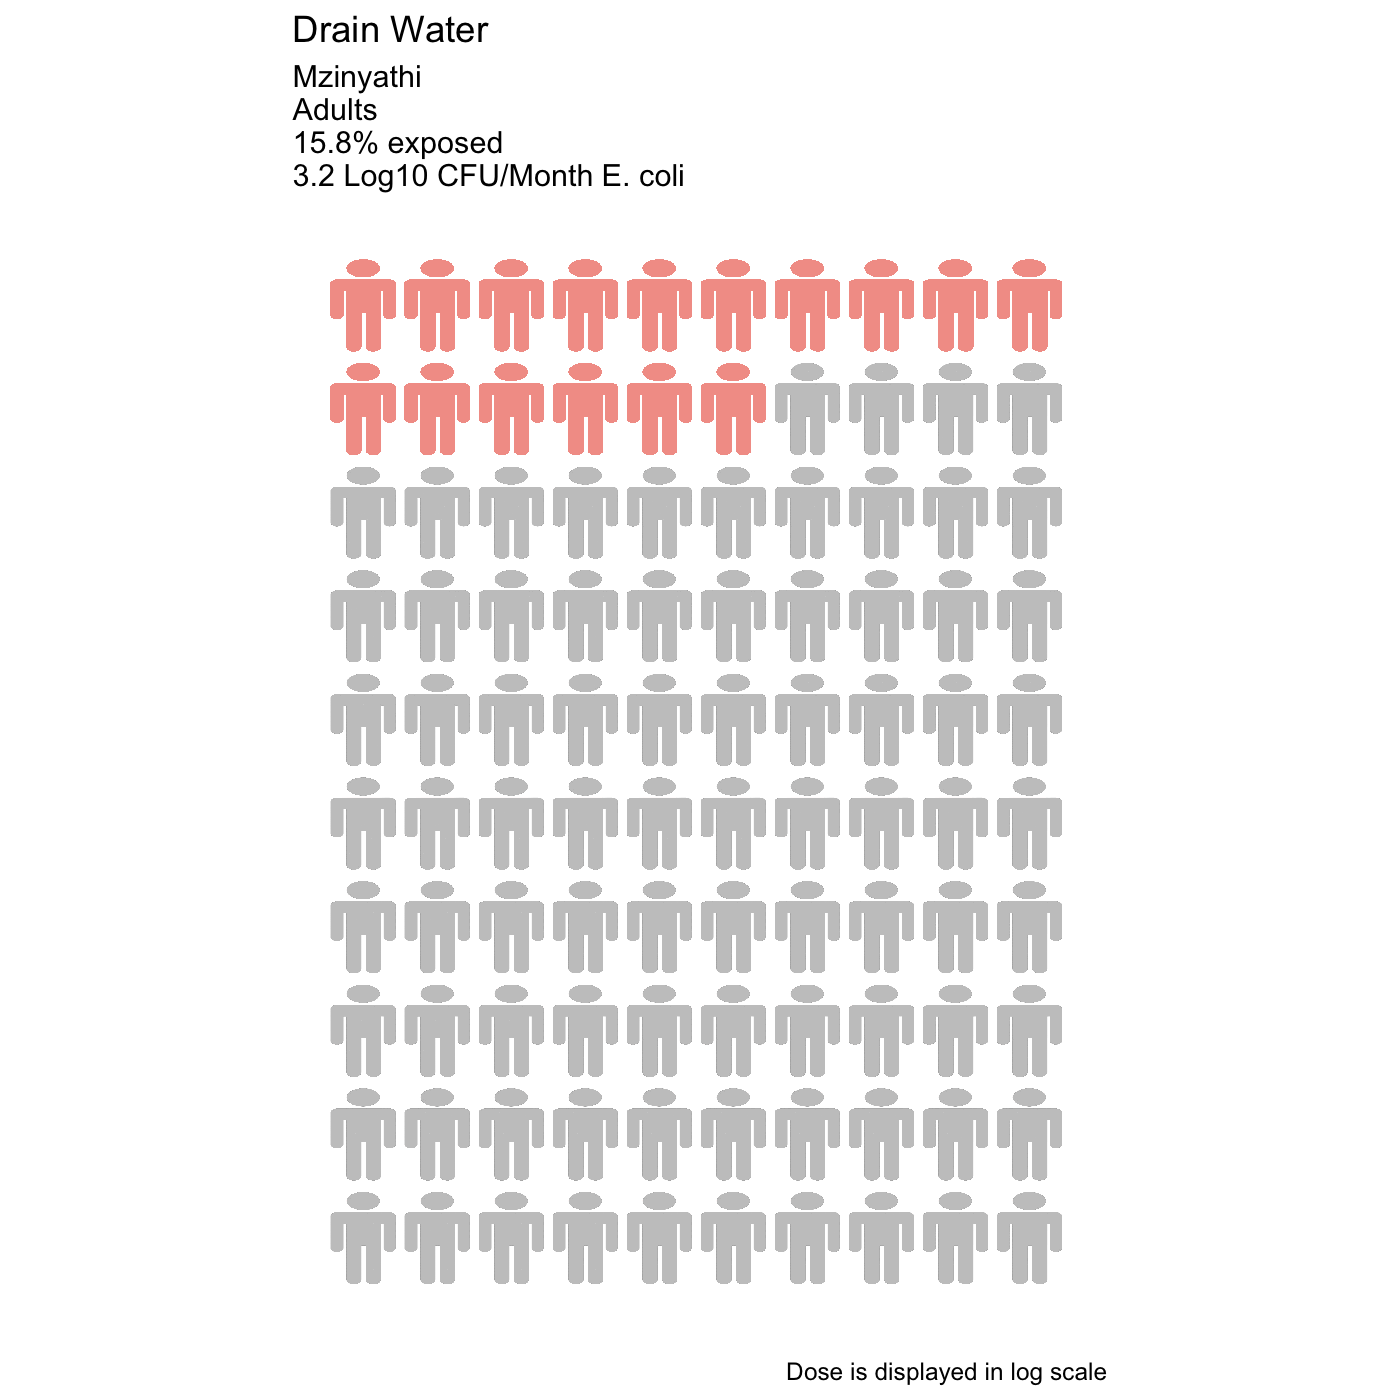 Drain Water
Mzinyathi
Adults
15.8% exposed
3.2 Log10 CFU/Month E. coli
Dose is displayed in log scale